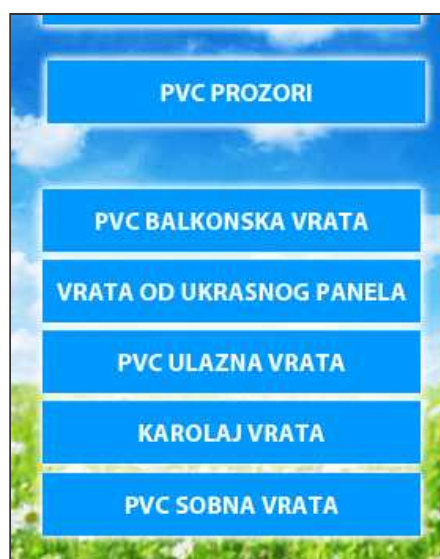 PVC PROZORI
PVC BALKONSKA VRATA
VRATA OD UKRASNOG PANELA
PVC ULAZNA VRATA
KAROLAJ VRATA
PVC SOBNA VRATA